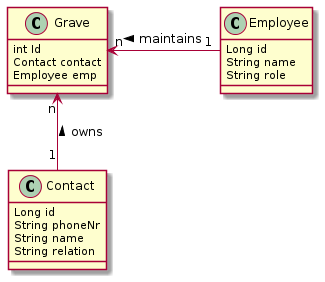 C Grave
int Id
Contact contact
Employee emp
n
maintains
1
C Employee
Long id
String name
String role
n
owns
1
C Contact
Long id
String phoneNr
String name
String relation